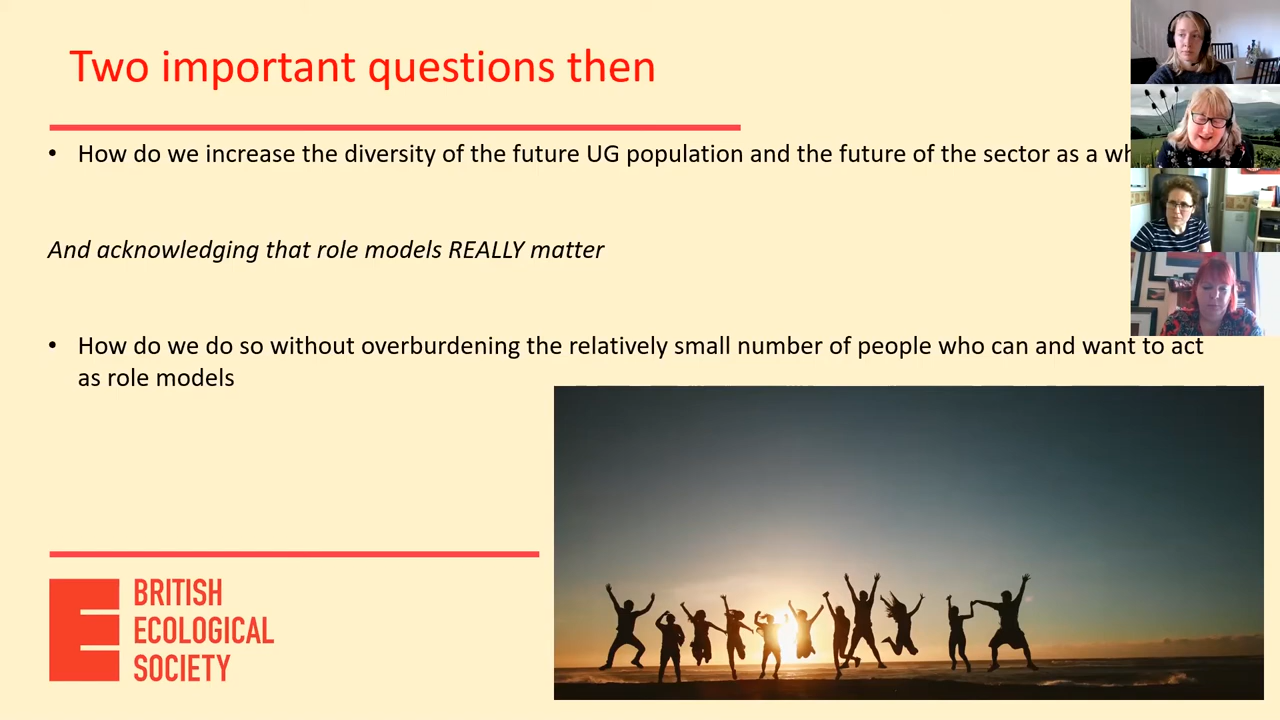 Two important questions then
• How do we increase the diversity of the future UG population and the future of the sector as a
And acknowledging that role models REALLY matter
• How do we do so without overburdening the relatively small number of people who can and want to act
as role models
BRITISH
ECOLOGICAL
SOCIETY